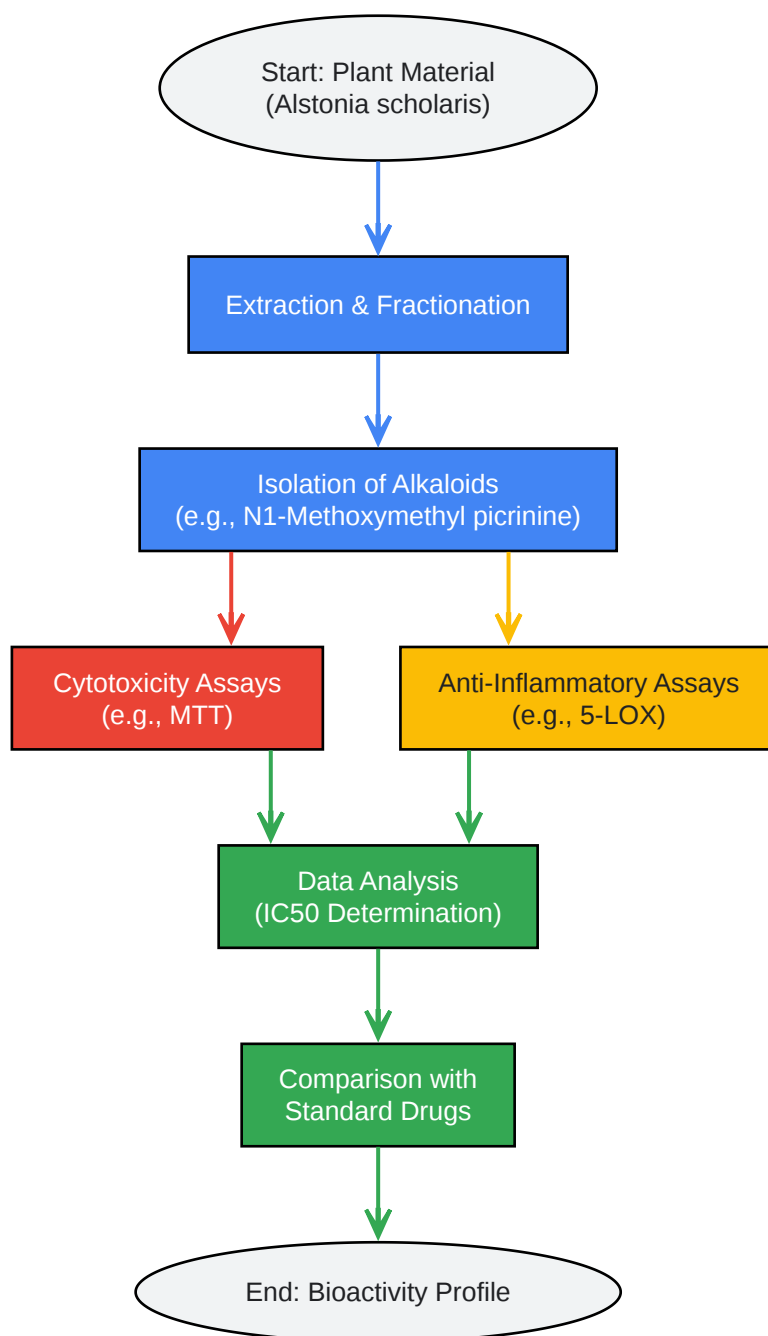 Start: Plant Material
(Alstonia scholaris)
Extraction & Fractionation
Isolation of Alkaloids
(e.g., N1-Methoxymethyl picrinine)
Cytotoxicity Assays
(e.g., MTT)
Anti-Inflammatory Assays
(e.g., 5-LOX)
Data Analysis
(IC50 Determination)
Comparison with
Standard Drugs
End: Bioactivity Profile